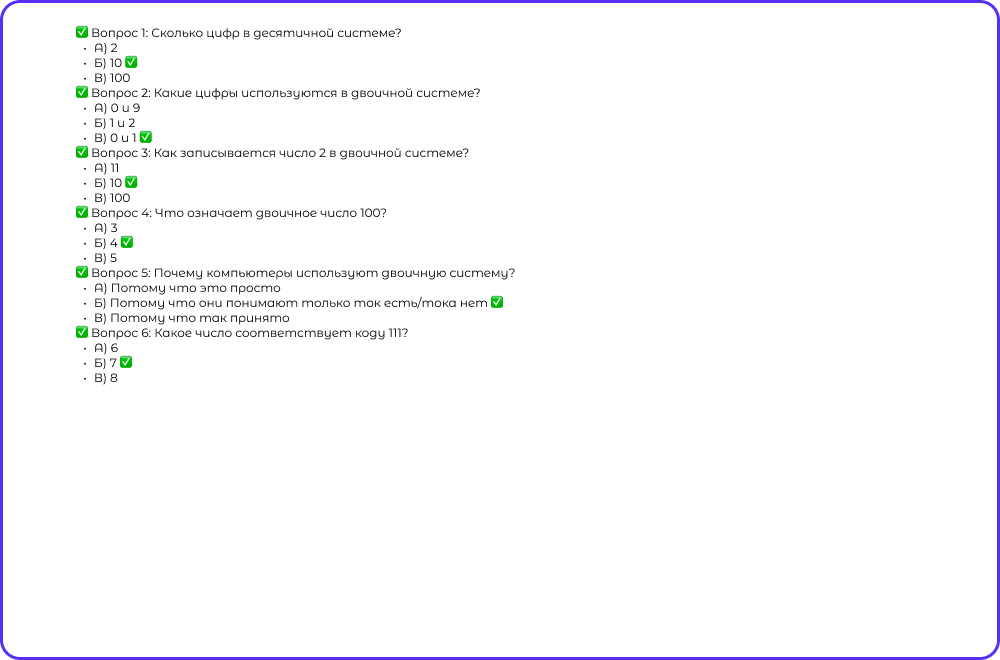 ✅ Вопрос 1: Сколько цифр в десятичной системе?
• А) 2
• Б) 10 ✅
• В) 100
✅ Вопрос 2: Какие цифры используются в двоичной системе?
• А) 0 и 9
• Б) 1 и 2
• В) 0 и 1 ✅
✅ Вопрос 3: Как записывается число 2 в двоичной системе?
• А) 11
• Б) 10 ✅
• В) 100
✅ Вопрос 4: Что означает двоичное число 100?
• А) 3
• Б) 4 ✅
• В) 5
✅ Вопрос 5: Почему компьютеры используют двоичную систему?
• А) Потому что это просто
• Б) Потому что они понимают только ток есть/тока нет ✅
• В) Потому что так принято
✅ Вопрос 6: Какое число соответствует коду 111?
• А) 6
• Б) 7 ✅
• В) 8